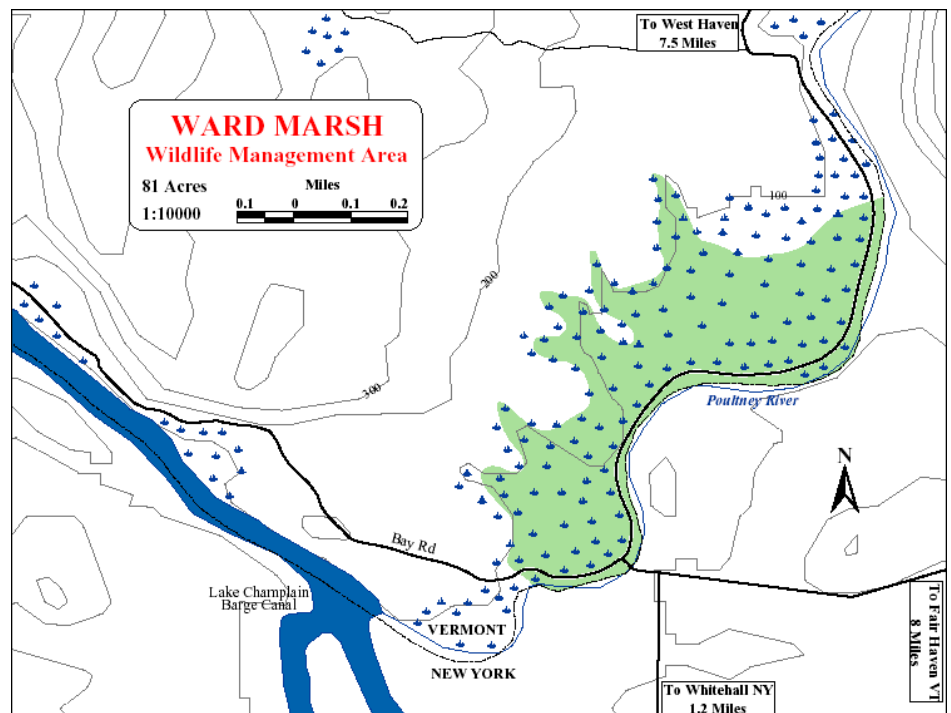 To West Haven
7.5 Miles
WARD MARSH
Wildlife Management Area
81 Acres
Miles
1:10000
0.1 0 0.1 0.2
100
200
300
Poultney River
N
Bay Rd
Lake Champlain
Barge Canal
VERMONT
NEW YORK
To Fair Haven VT
8 Miles
To Whitehall NY
1.2 Miles